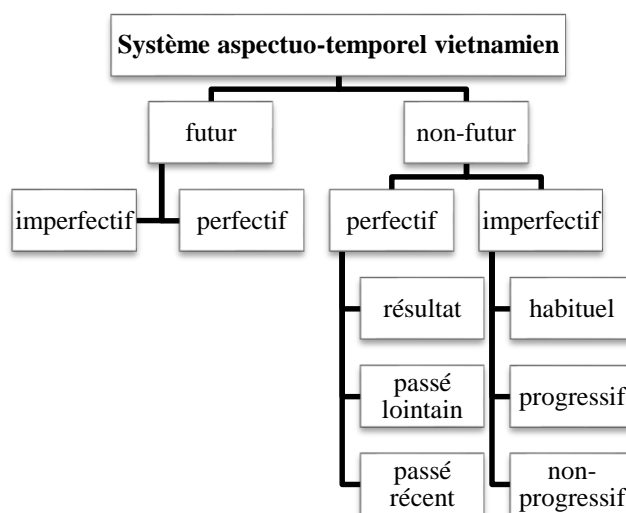 Système aspectuo-temporel vietnamien
futur
non-futur
imperfectif
perfectif
perfectif
imperfectif
résultat
habituel
passé
lointain
progressif
passé
récent
non-
progressif